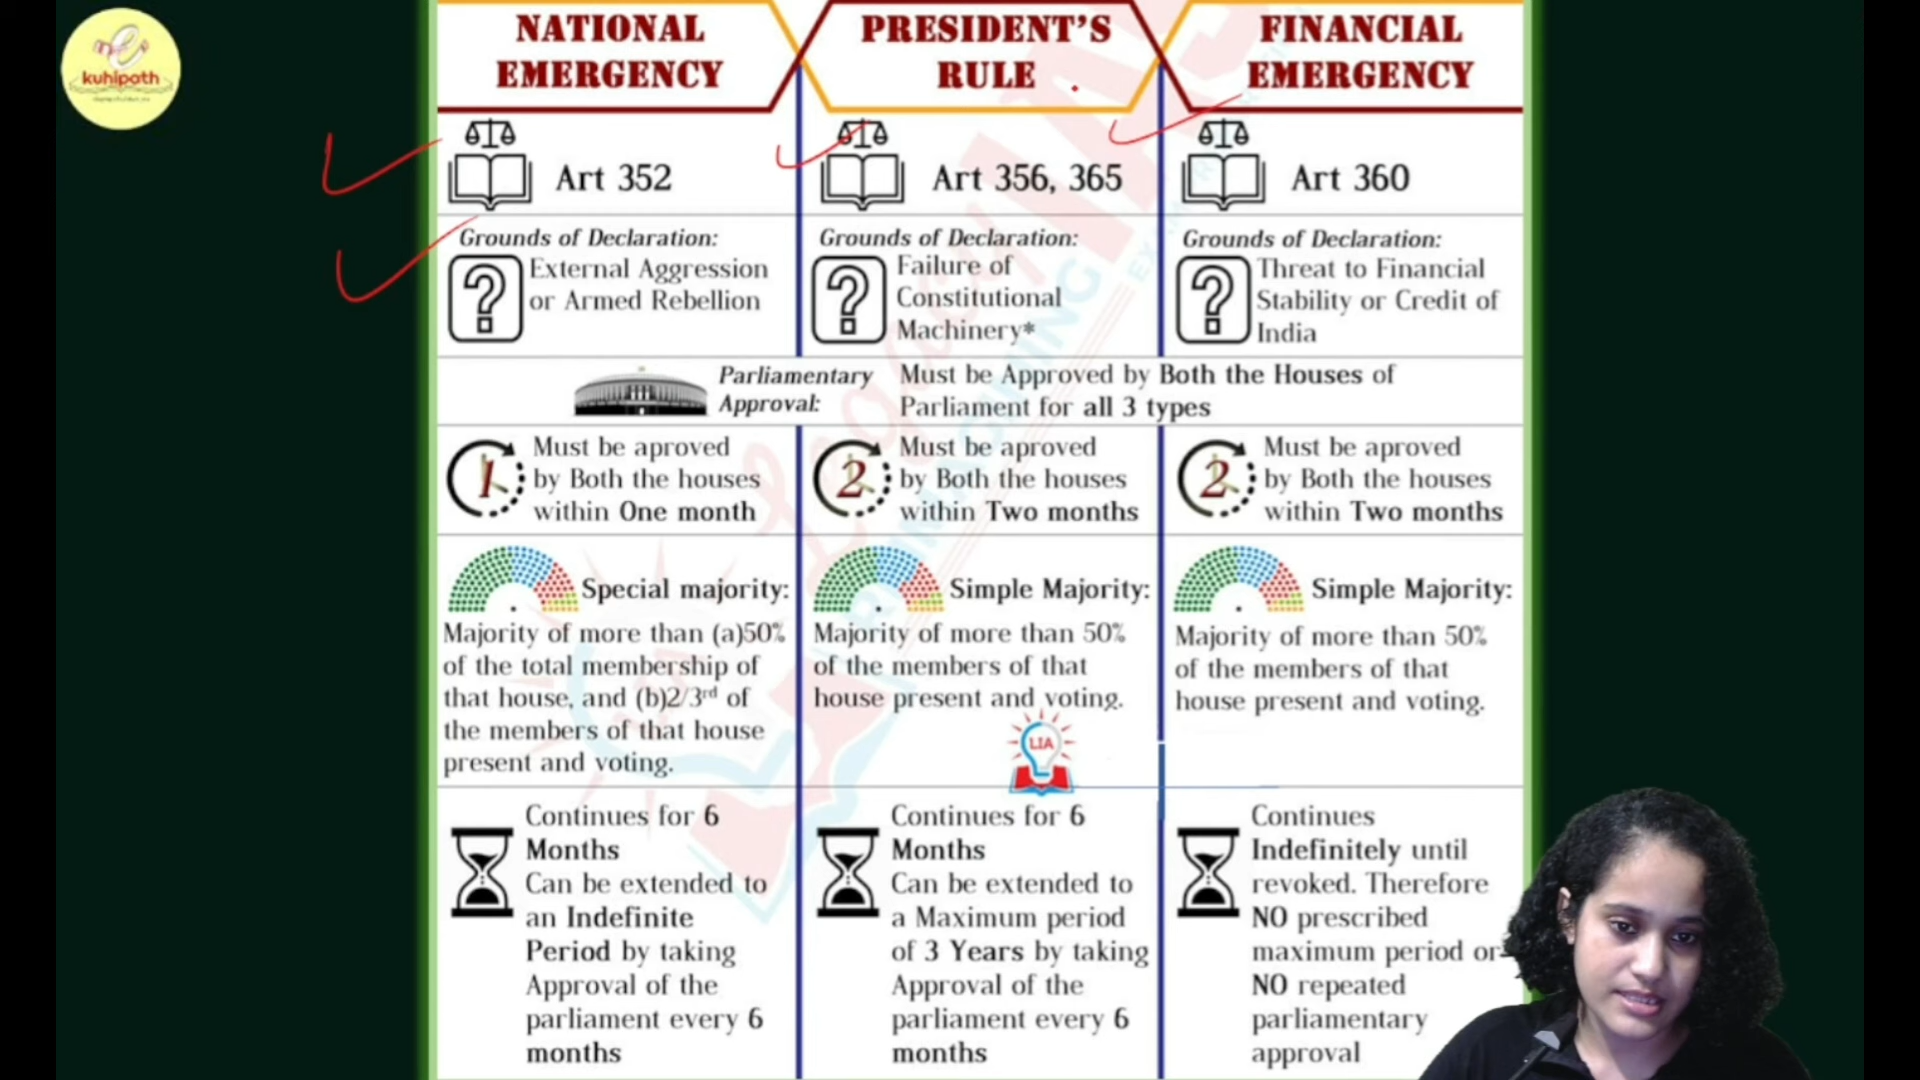 kuhipath
NATIONAL
EMERGENCY
PRESIDENT'S
RULE
FINANCIAL
EMERGENCY
Art 352
Art 356, 365
Art 360
Grounds of Declaration:
External Aggression
or Armed Rebellion
Grounds of Declaration:
Failure of
Constitutional
Machinery*
Grounds of Declaration:
Threat to Financial
Stability or Credit of
India
Parliamentary
Approval:
Must be Approved by Both the Houses of
Parliament for all 3 types
1
Must be aproved
by Both the houses
within One month
2
Must be aproved
by Both the houses
within Two months
2
Must be aproved
by Both the houses
within Two months
Special majority:
Majority of more than (a)50%
of the total membership of
that house, and (b)2/3rd of
the members of that house
present and voting.
Simple Majority:
Majority of more than 50%
of the members of that
house present and voting.
LIA
Simple Majority:
Majority of more than 50%
of the members of that
house present and voting.
Continues for 6
Months
Can be extended to
an Indefinite
Period by taking
Approval of the
parliament every 6
months
Continues for 6
Months
Can be extended to
a Maximum period
of 3 Years by taking
Approval of the
parliament every 6
months
Continues
Indefinitely until
revoked. Therefore
NO prescribed
maximum period or
NO repeated
parliamentary
approval